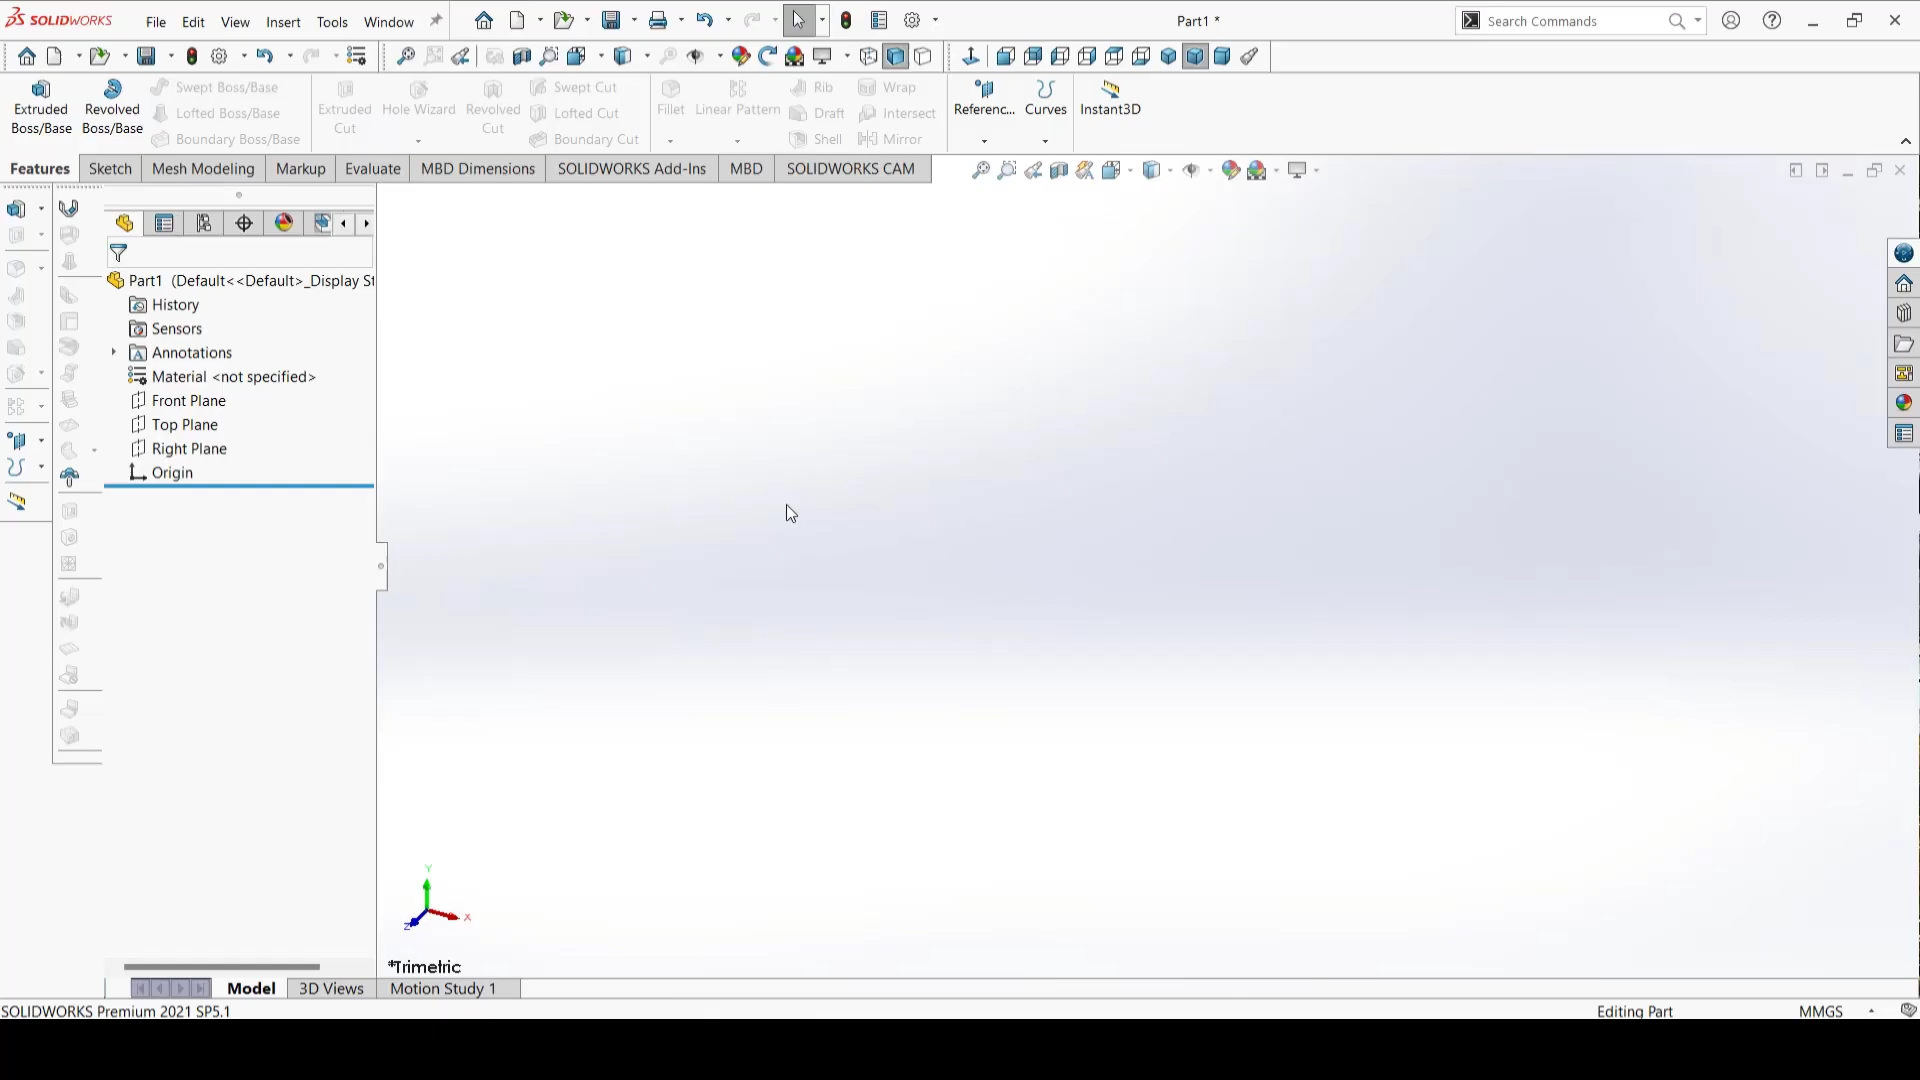 SOLIDWORKS File Edit View Insert Tools Window Part1 * Search Commands
Extruded Boss/Base
Revolved Boss/Base
Swept Boss/Base
Lofted Boss/Base
Boundary Boss/Base
Extruded Cut
Hole Wizard
Revolved Cut
Swept Cut
Lofted Cut
Boundary Cut
Fillet
Linear Pattern
Rib
Draft
Shell
Wrap
Intersect
Mirror
Referenc...
Curves
Instant3D
Features Sketch Mesh Modeling Markup Evaluate MBD Dimensions SOLIDWORKS Add-Ins MBD SOLIDWORKS CAM
Part1 (Default<<Default>_Display St
History
Sensors
Annotations
Material <not specified>
Front Plane
Top Plane
Right Plane
Origin
Y
X
Z
*Trimetric
Model 3D Views Motion Study 1
SOLIDWORKS Premium 2021 SP5.1 Editing Part MMGS